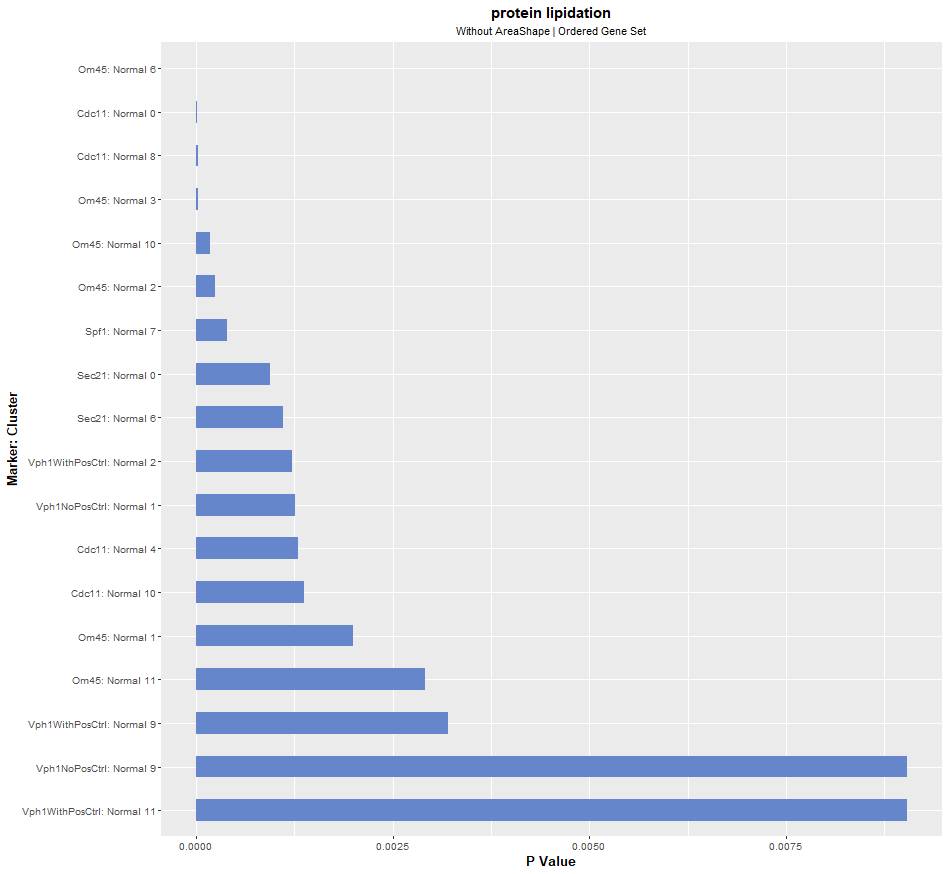 protein lipidation
Without AreaShape | Ordered Gene Set
Om45: Normal 6
Cdc11: Normal 0
Cdc11: Normal 8
Om45: Normal 3
Om45: Normal 10
Om45: Normal 2
Spf1: Normal 7
Sec21: Normal 0
Sec21: Normal 6
Vph1WithPosCtrl: Normal 2
Vph1NoPosCtrl: Normal 1
Cdc11: Normal 4
Cdc11: Normal 10
Om45: Normal 1
Om45: Normal 11
Vph1WithPosCtrl: Normal 9
Vph1NoPosCtrl: Normal 9
Vph1WithPosCtrl: Normal 11
Marker: Cluster
0.0000 0.0025 0.0050 0.0075
P Value